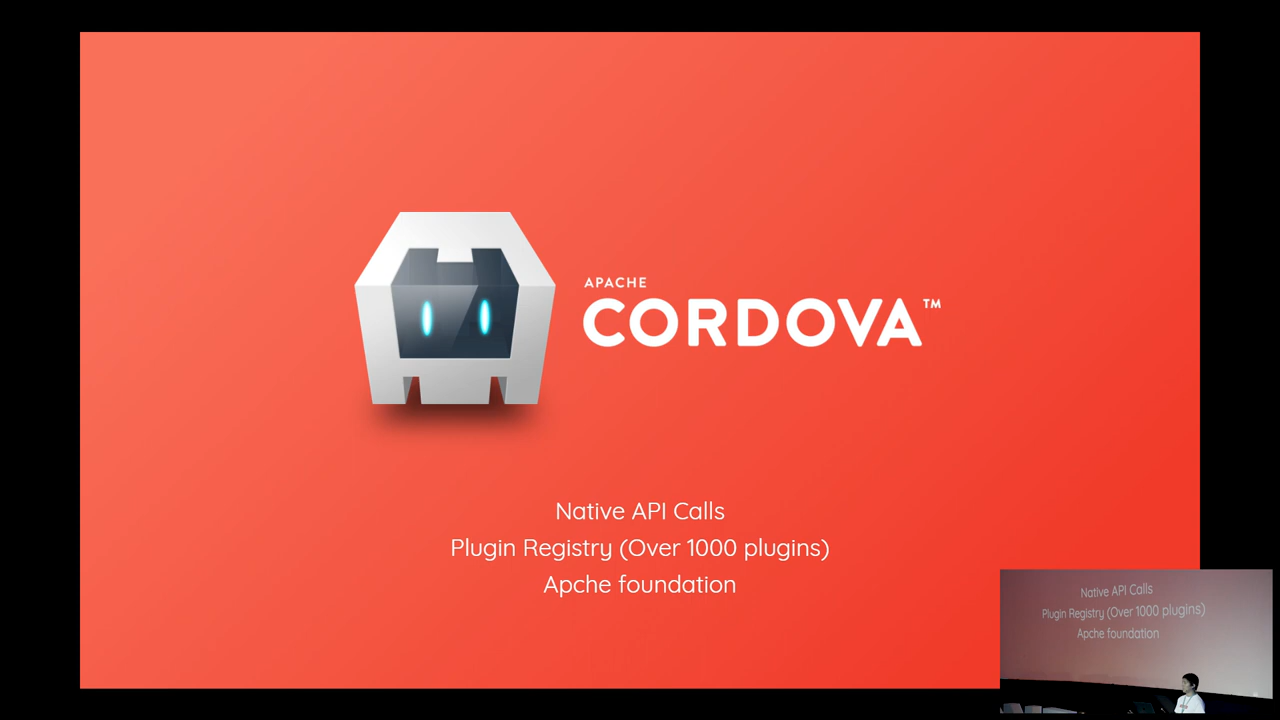 APACHE
CORDOVA™
Native API Calls
Plugin Registry (Over 1000 plugins)
Apche foundation
Native API Calls
Plugin Registry (Over 1000 plugins)
Apche foundation